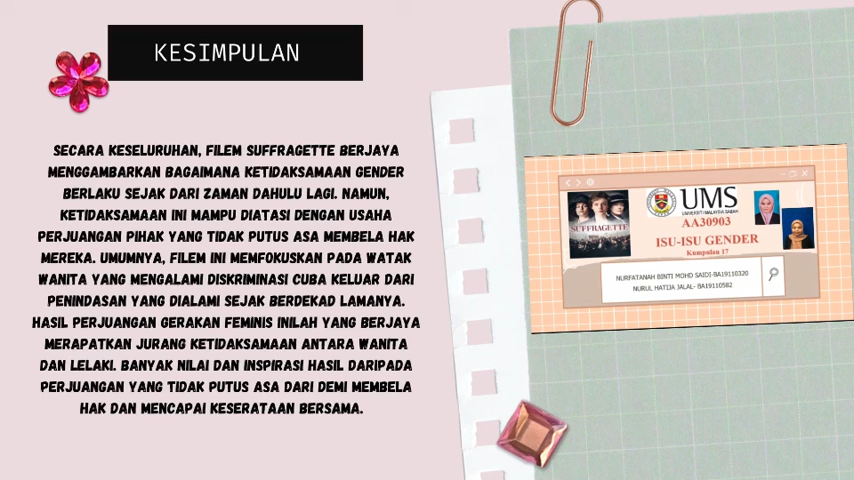 KESIMPULAN
SECARA KESELURUHAN, FILEM SUFFRAGETTE BERJAYA
MENGGAMBARKAN BAGAIMANA KETIDAKSAMAAN GENDER
BERLAKU SEJAK DARI ZAMAN DAHULU LAGI. NAMUN,
KETIDAKSAMAAN INI MAMPU DIATASI DENGAN USAHA
PERJUANGAN PIHAK YANG TIDAK PUTUS ASA MEMBELA HAK
MEREKA. UMUMNYA, FILEM INI MEMFOKUSKAN PADA WATAK
WANITA YANG MENGALAMI DISKRIMINASI CUBA KELUAR DARI
PENINDASAN YANG DIALAMI SEJAK BERDEKAD LAMANYA.
HASIL PERJUANGAN GERAKAN FEMINIS INILAH YANG BERJAYA
MERAPATKAN JURANG KETIDAKSAMAAN ANTARA WANITA
DAN LELAKI. BANYAK NILAI DAN INSPIRASI HASIL DARIPADA
PERJUANGAN YANG TIDAK PUTUS ASA DARI DEMI MEMBELA
HAK DAN MENCAPAI KESERATAAN BERSAMA.
SUFFRAGETTE
UMS
UNIVERSITI MALAYSIA SABAH
AA30903
ISU-ISU GENDER
Kumpulan 17
NURFATANAH BINTI MOHD SAIDI-BA19110320
NURUL HATIJA JALAL- BA19110582